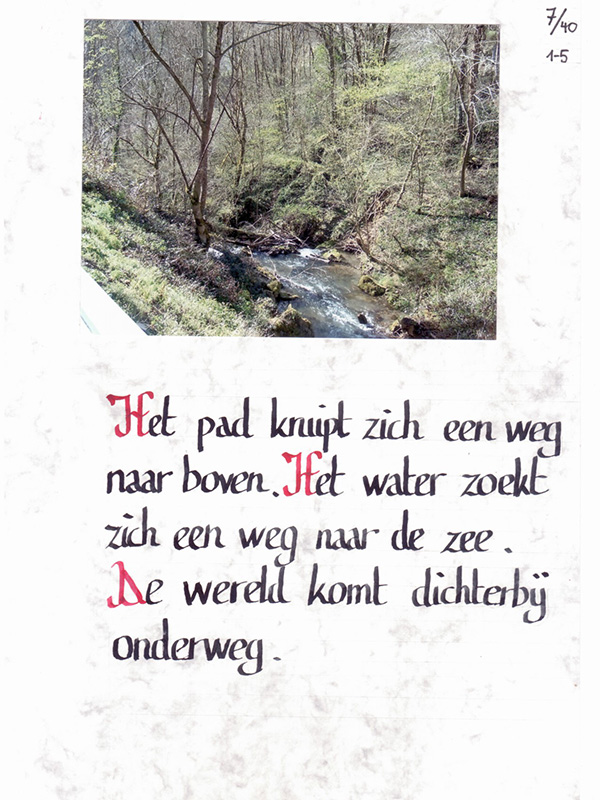 7/40
1-5
Het pad kruipt zich een weg
naar boven. Het water zoekt
zich een weg naar de zee.
De wereld komt dichterbij
onderweg.